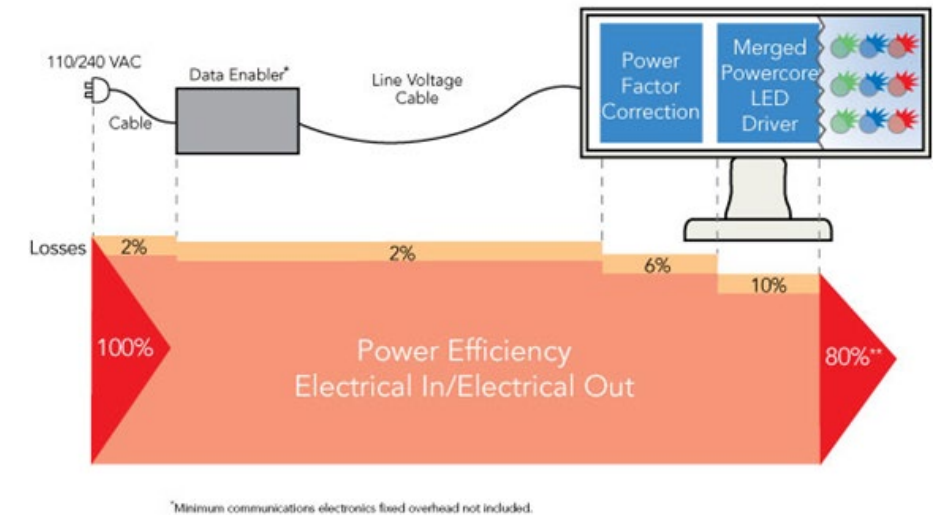 110/240 VAC
Data Enabler*
Line Voltage
Cable
Cable
Power
Factor
Correction
Merged
Powercore
LED
Driver
Losses
2%
2%
6%
10%
100%
Power Efficiency
Electrical In/Electrical Out
80%**
*Minimum communications electronics fixed overhead not included.